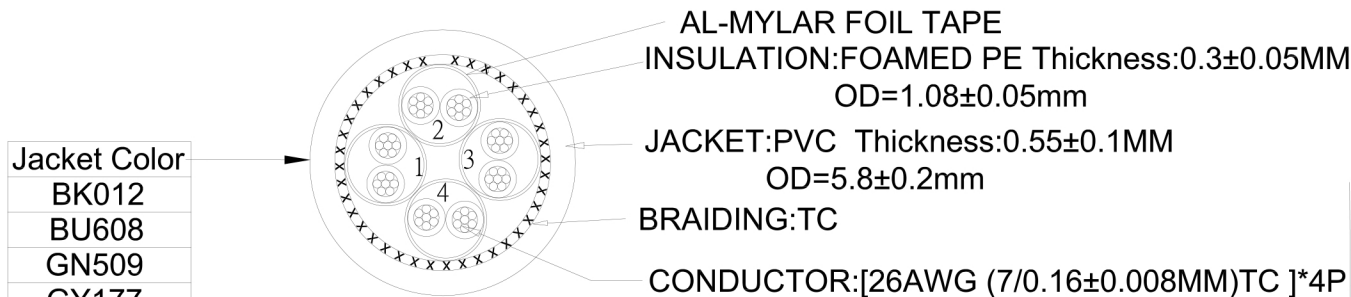 AL-MYLAR FOIL TAPE
INSULATION:FOAMED PE Thickness:0.3±0.05MM
OD=1.08±0.05mm
JACKET:PVC Thickness:0.55±0.1MM
OD=5.8±0.2mm
BRAIDING:TC
CONDUCTOR:[26AWG (7/0.16±0.008MM)TC ]*4P
Jacket Color
BK012
BU608
GN509
GY177
2
1
3
4